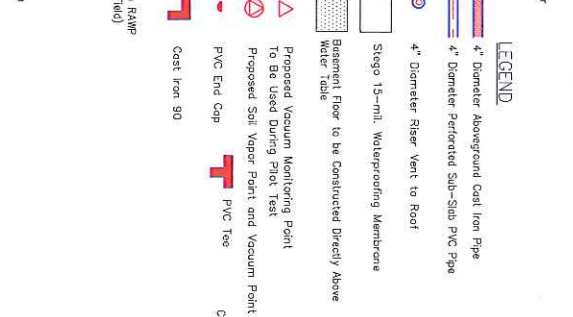 LEGEND
4" Diameter Aboveground Cast Iron Pipe
4" Diameter Perforated Sub-Slab PVC Pipe
4" Diameter Riser Vent to Roof
Stego 15-mil. Waterproofing Membrane
Basement Floor to be Constructed Directly Above
Water Table
Proposed Vacuum Monitoring Point
To Be Used During Pilot Test
Proposed Soil Vapor Point and Vacuum Point
PVC End Cap
PVC Tee
Cast Iron 90
RAWP